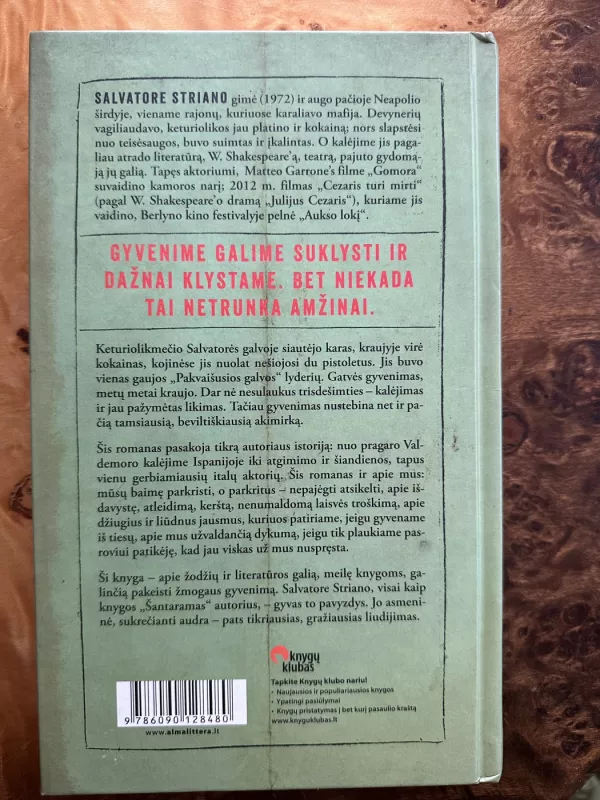 SALVATORE STRIANO gimė (1972) ir augo pačioje Neapolio
širdyje, viename rajonų, kuriuose karaliavo mafija. Devynerių
vagiliaudavo, keturiolikos jau platino ir kokainą; nors slapstėsi
nuo teisėsaugos, buvo suimtas ir įkalintas. O kalėjime jis paga-
liau atrado literatūrą, W. Shakespeare'ą, teatrą, pajuto gydomą-
ją jų galią. Tapęs aktoriumi, Matteo Garrone's filme „Gomora“
suvaidino kamoros narį; 2012 m. filmas „Cezaris turi mirti“
(pagal W. Shakespeare'o dramą „Julijus Cezaris“), kuriame jis
vaidino, Berlyno kino festivalyje pelnė „Aukso lokį“.
GYVENIME GALIME SUKLYSTI IR
DAŽNAI KLYSTAME. BET NIEKADA
TAI NETRUNKA AMŽINAI.
Keturiolikmečio Salvatorės galvoje siautėjo karas, kraujyje virė
kokainas, kojinėse jis nuolat nešiojosi du pistoletus. Jis buvo
vienas gaujos „Pakvaišusios galvos“ lyderių. Gatvės gyvenimas,
metų metai kraujo. Dar nė nesulaukus trisdešimties – kalėjimas
ir jau pažymėtas likimas. Tačiau gyvenimas nustebina net ir pa-
čią tamsiausią, beviltiškiausią akimirką.
Šis romanas pasakoja tikrą autoriaus istoriją: nuo pragaro Val-
demoro kalėjime Ispanijoje iki atgimimo ir šiandienos, tapus
vienu gerbiamiausių italų aktorių. Šis romanas ir apie mus:
mūsų baimę parkristi, o parkritus – nepajėgti atsikelti, apie iš-
davystę, atleidimą, kerštą, nenumaldomą laisvės troškimą, apie
džiugius ir liūdnus jausmus, kuriuos patiriame, jeigu gyvename
iš tiesų, apie mus užvaldančią dykumą, jeigu tik plaukiame pas-
roviui patikėję, kad jau viskas už mus nuspręsta.
Ši knyga – apie žodžių ir literatūros galią, meilę knygoms, ga-
linčią pakeisti žmogaus gyvenimą. Salvatore Striano, visai kaip
knygos „Šantaramas“ autorius, – gyvas to pavyzdys. Jo asmeni-
nė, sukrečianti audra – pats tikriausias, gražiausias liudijimas.
knygų
klubas
Tapkite Knygų klubo nariu!
• Naujausios ir populiariausios knygos
• Ypatingi pasiūlymai
• Knygų pristatymas į bet kurį pasaulio kraštą
www.knyguklubas.lt
9 786090 128480
www.almalittera.lt